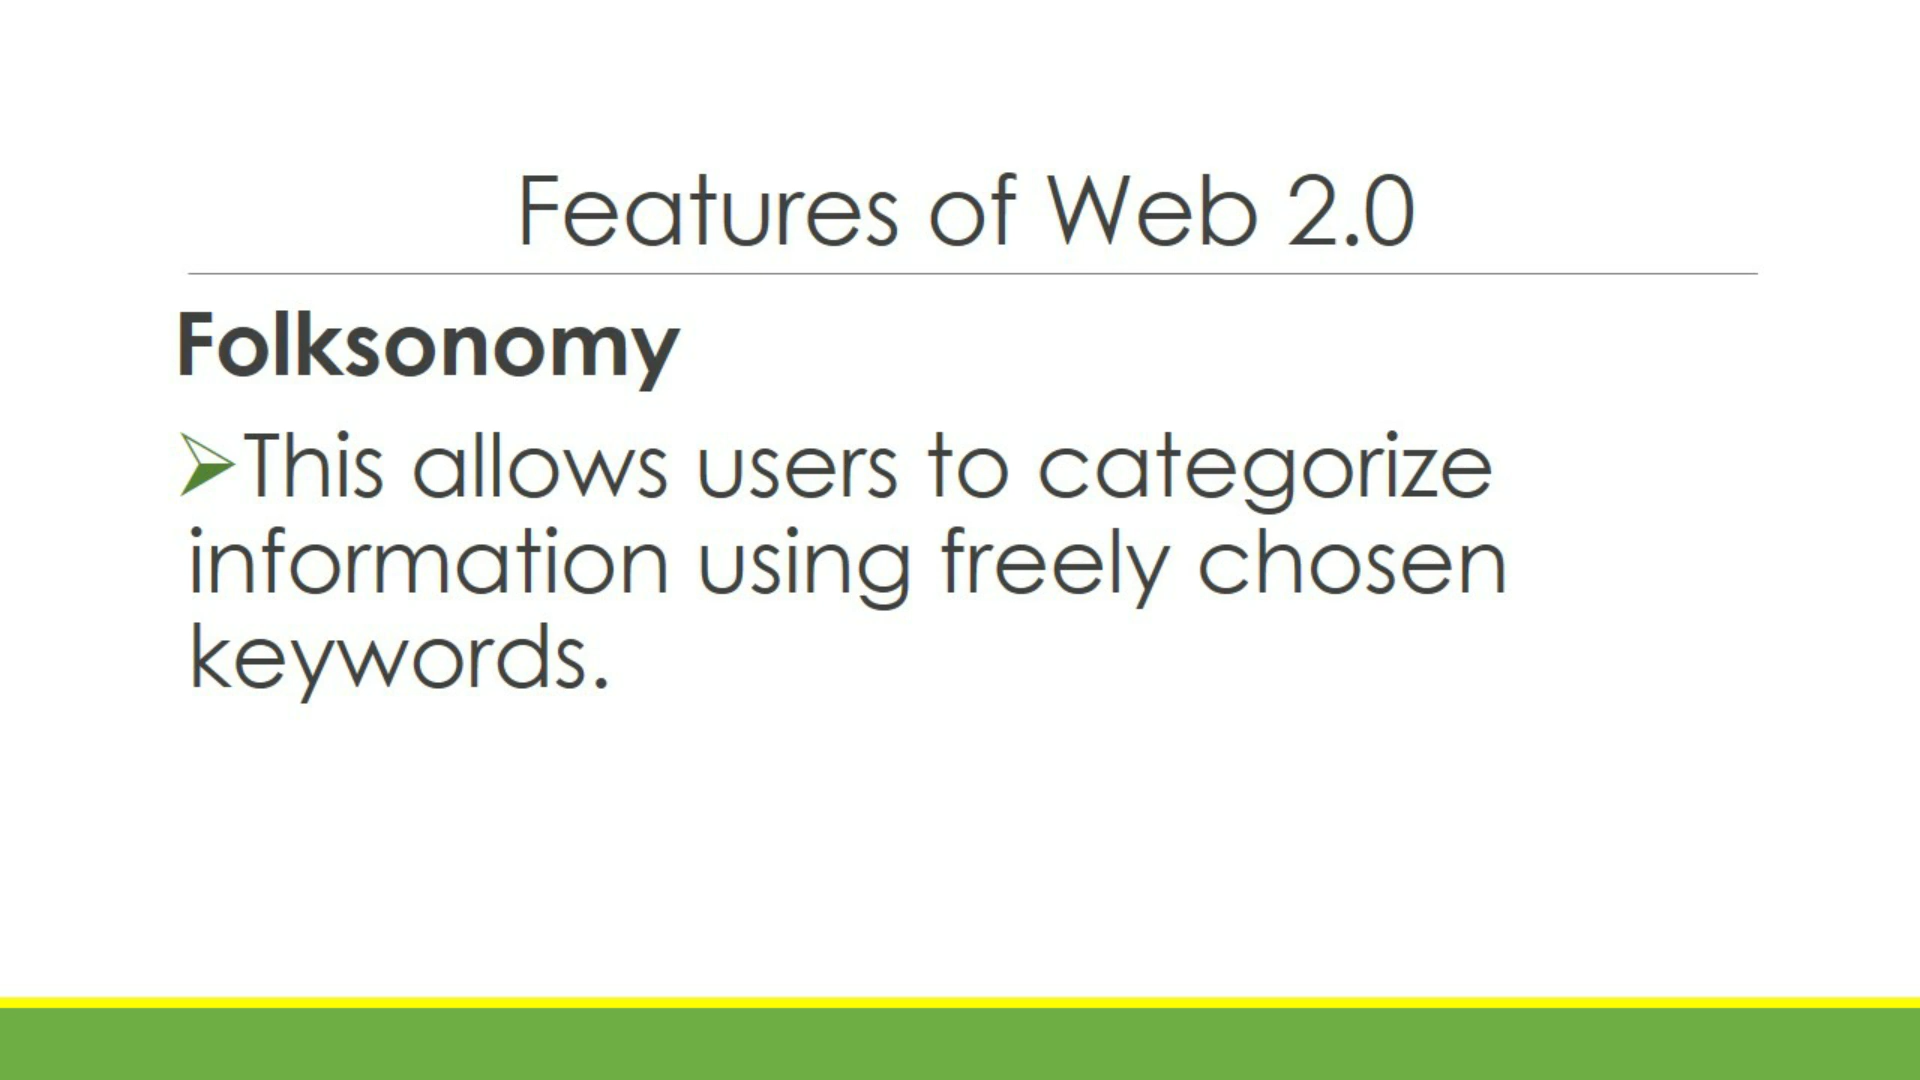 Features of Web 2.0
Folksonomy
This allows users to categorize
information using freely chosen
keywords.